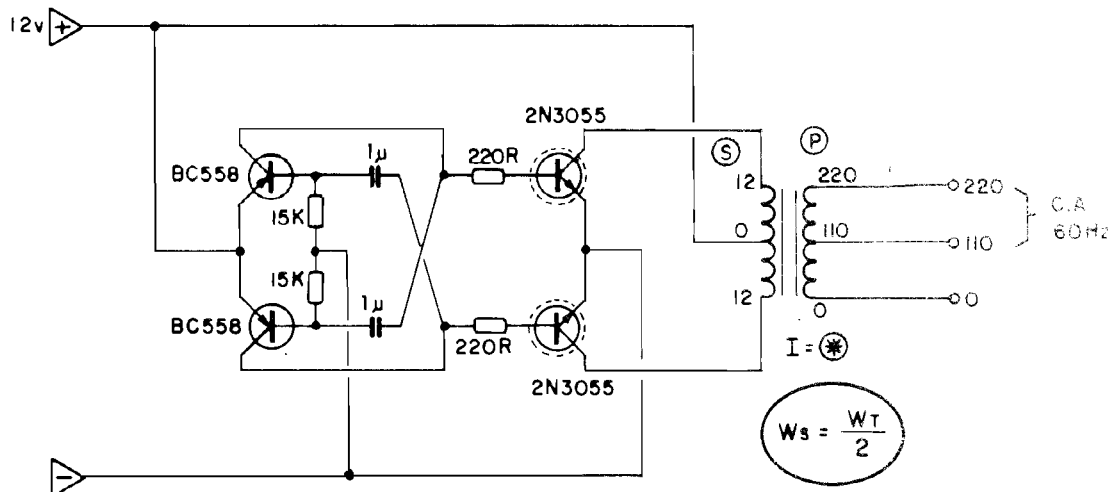 12v +
2N3055
BC558
1µ
220R
S
P
12
220
220
15K
0
110
110
C.A
60Hz
15K
1µ
12
0
0
BC558
220R
I = ✳
2N3055
Ws = WT/2
−